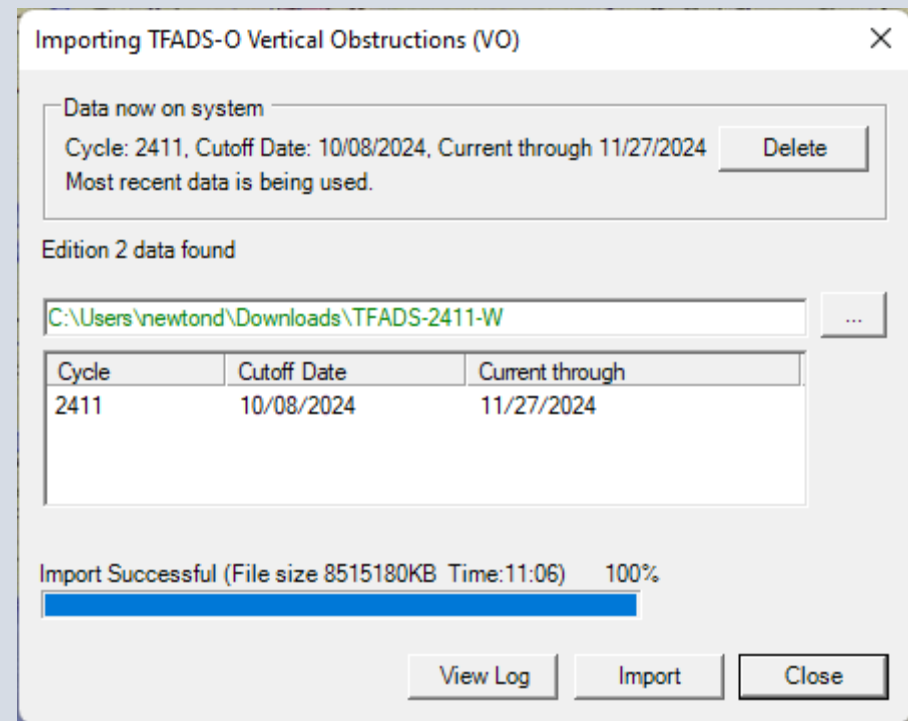 Importing TFADS-O Vertical Obstructions (VO)
Data now on system
Cycle: 2411, Cutoff Date: 10/08/2024, Current through 11/27/2024
Delete
Most recent data is being used.
Edition 2 data found
C:\Users\newtond\Downloads\TFADS-2411-W
...
Cycle Cutoff Date Current through
2411 10/08/2024 11/27/2024
Import Successful (File size 8515180KB Time:11:06) 100%
View Log Import Close